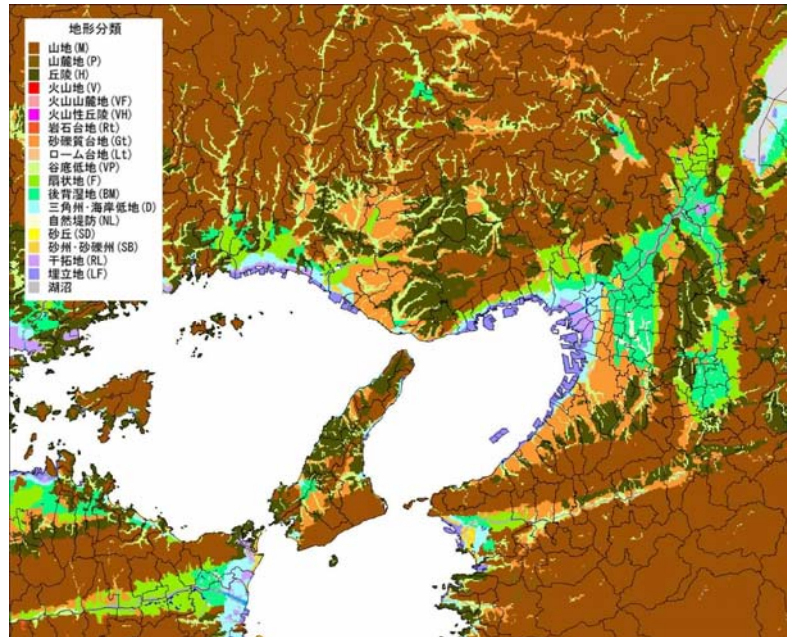 地形分類
山地(M)
山麓地(P)
丘陵(H)
火山地(V)
火山山麓地(VF)
火山性丘陵(VH)
岩石台地(Rt)
砂礫質台地(Gt)
ローム台地(Lt)
谷底低地(VP)
扇状地(F)
後背湿地(BM)
三角州･海岸低地(D)
自然堤防(NL)
砂丘(SD)
砂州･砂礫州(SB)
干拓地(RL)
埋立地(LF)
湖沼